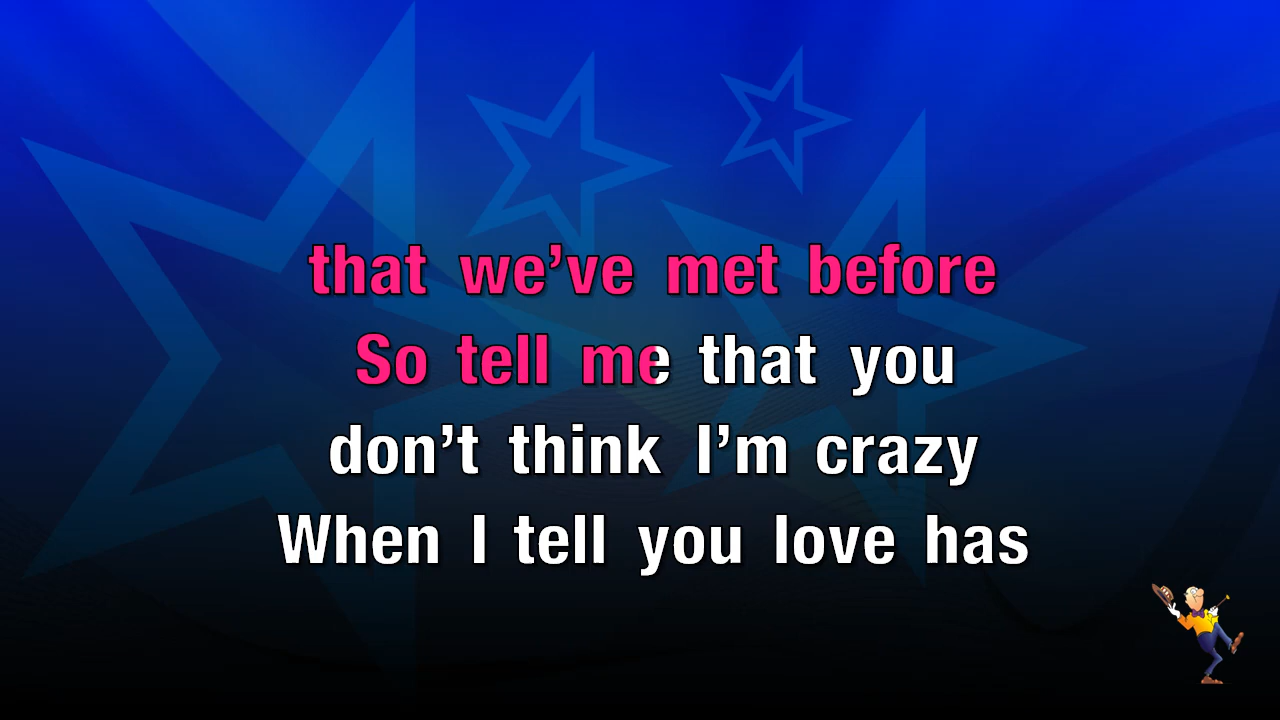 that we’ve met before
So tell me that you
don’t think I’m crazy
When I tell you love has